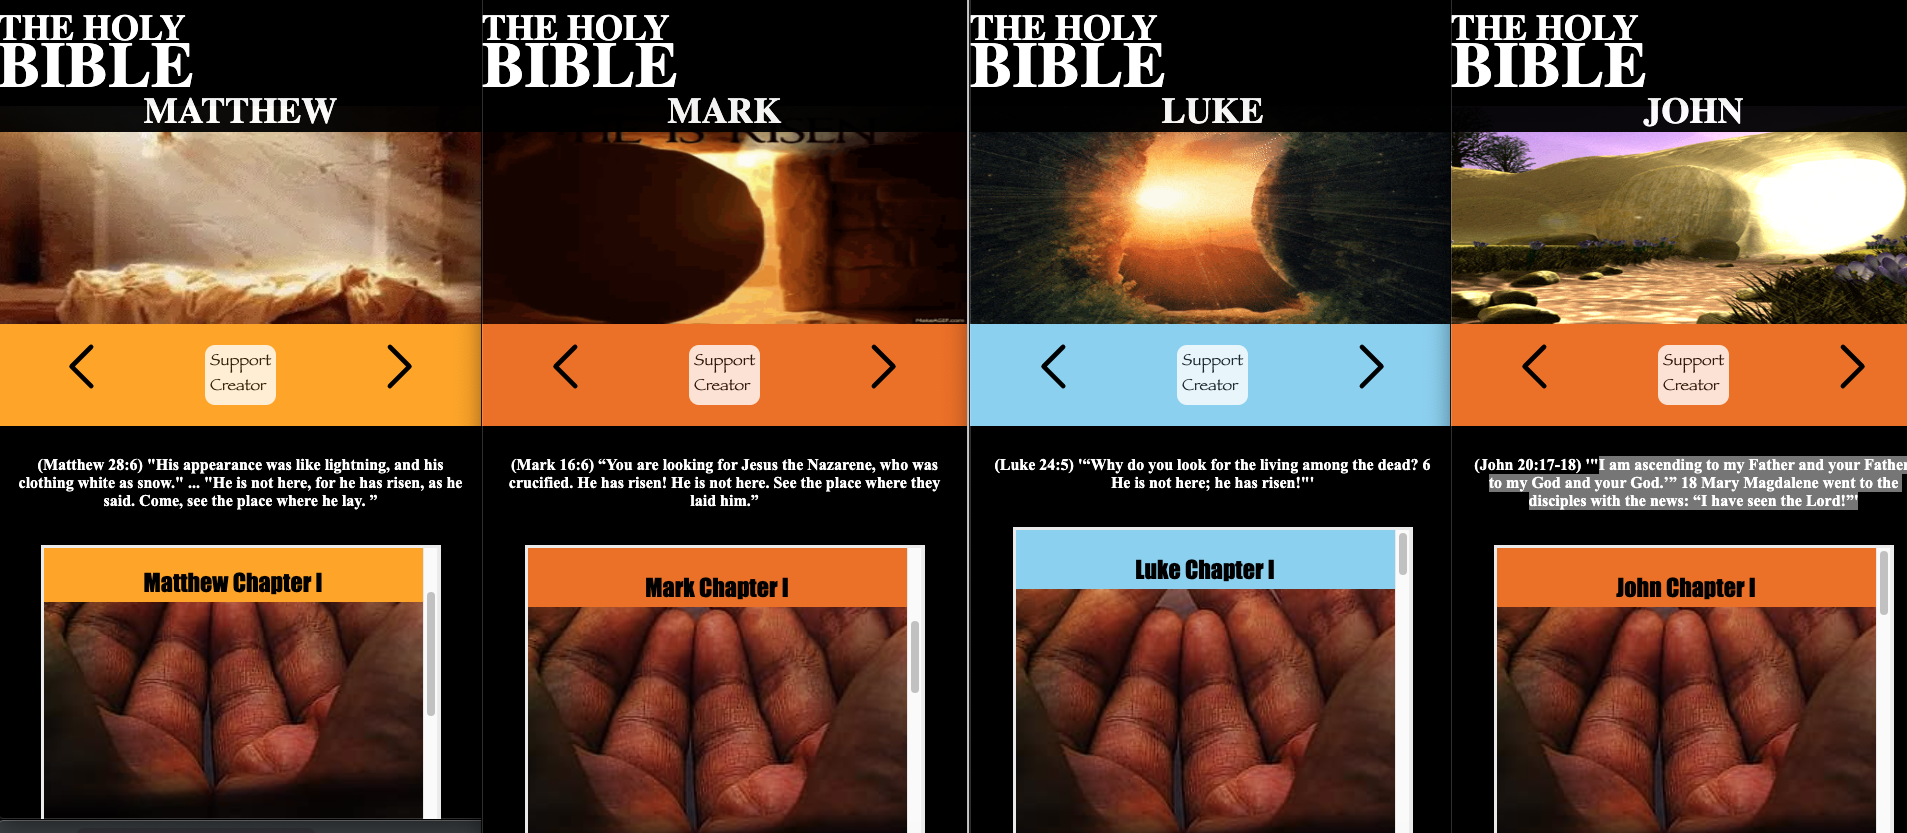 THE HOLY
BIBLE
MATTHEW
Support
Creator
(Matthew 28:6) "His appearance was like lightning, and his
clothing white as snow." ... "He is not here, for he has risen, as he
said. Come, see the place where he lay. ”
Matthew Chapter I
THE HOLY
BIBLE
MARK
HE IS RISEN...
MakeAGIF.com
Support
Creator
(Mark 16:6) “You are looking for Jesus the Nazarene, who was
crucified. He has risen! He is not here. See the place where they
laid him.”
Mark Chapter I
THE HOLY
BIBLE
LUKE
Support
Creator
(Luke 24:5) '“Why do you look for the living among the dead? 6
He is not here; he has risen!"'
Luke Chapter I
THE HOLY
BIBLE
JOHN
Support
Creator
(John 20:17-18) '"I am ascending to my Father and your Father
to my God and your God.’” 18 Mary Magdalene went to the
disciples with the news: “I have seen the Lord!”'
John Chapter I